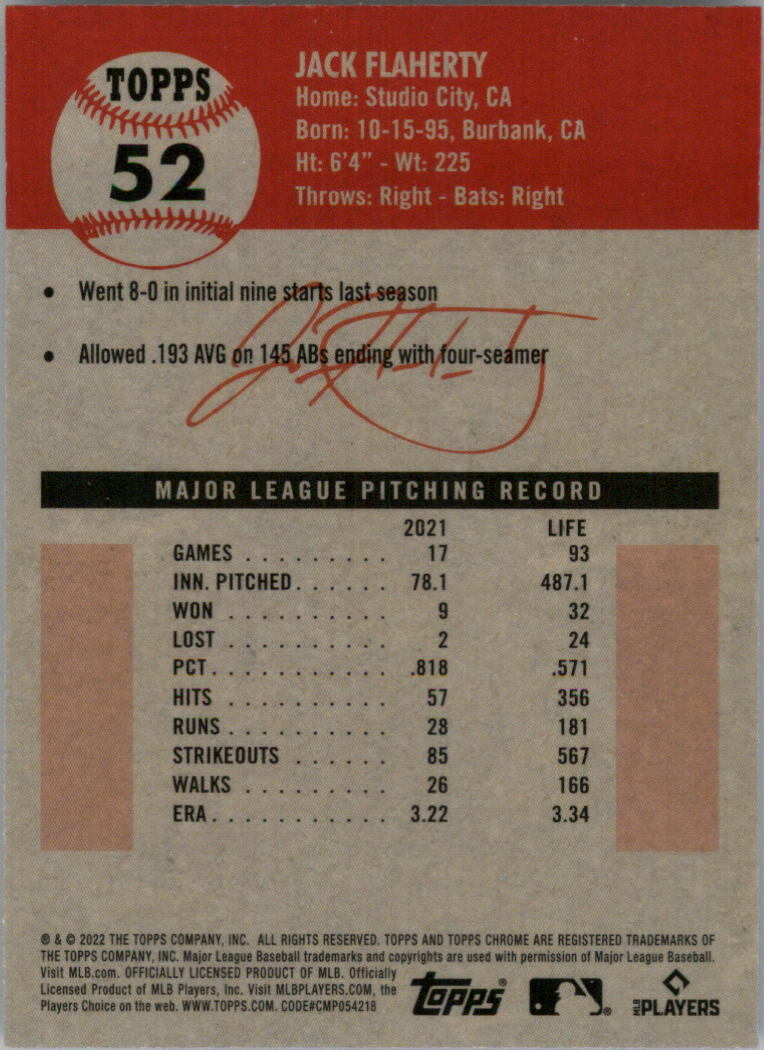 TOPPS
52
JACK FLAHERTY
Home: Studio City, CA
Born: 10-15-95, Burbank, CA
Ht: 6'4" - Wt: 225
Throws: Right - Bats: Right
• Went 8-0 in initial nine starts last season
• Allowed .193 AVG on 145 ABs ending with four-seamer
MAJOR LEAGUE PITCHING RECORD
2021 LIFE
GAMES . . . . . . . . . . 17 93
INN. PITCHED . . . . . . 78.1 487.1
WON . . . . . . . . . . 9 32
LOST . . . . . . . . . . 2 24
PCT . . . . . . . . . . . .818 .571
HITS . . . . . . . . . . 57 356
RUNS . . . . . . . . . . 28 181
STRIKEOUTS . . . . . . 85 567
WALKS . . . . . . . . . 26 166
ERA . . . . . . . . . . . 3.22 3.34
® & © 2022 THE TOPPS COMPANY, INC. ALL RIGHTS RESERVED. TOPPS AND TOPPS CHROME ARE REGISTERED TRADEMARKS OF
THE TOPPS COMPANY, INC. Major League Baseball trademarks and copyrights are used with permission of Major League Baseball.
Visit MLB.com. OFFICIALLY LICENSED PRODUCT OF MLB. Officially
Licensed Product of MLB Players, Inc. Visit MLBPLAYERS.COM, the
Players Choice on the web. WWW.TOPPS.COM. CODE#CMP054218
topps®
MLB PLAYERS